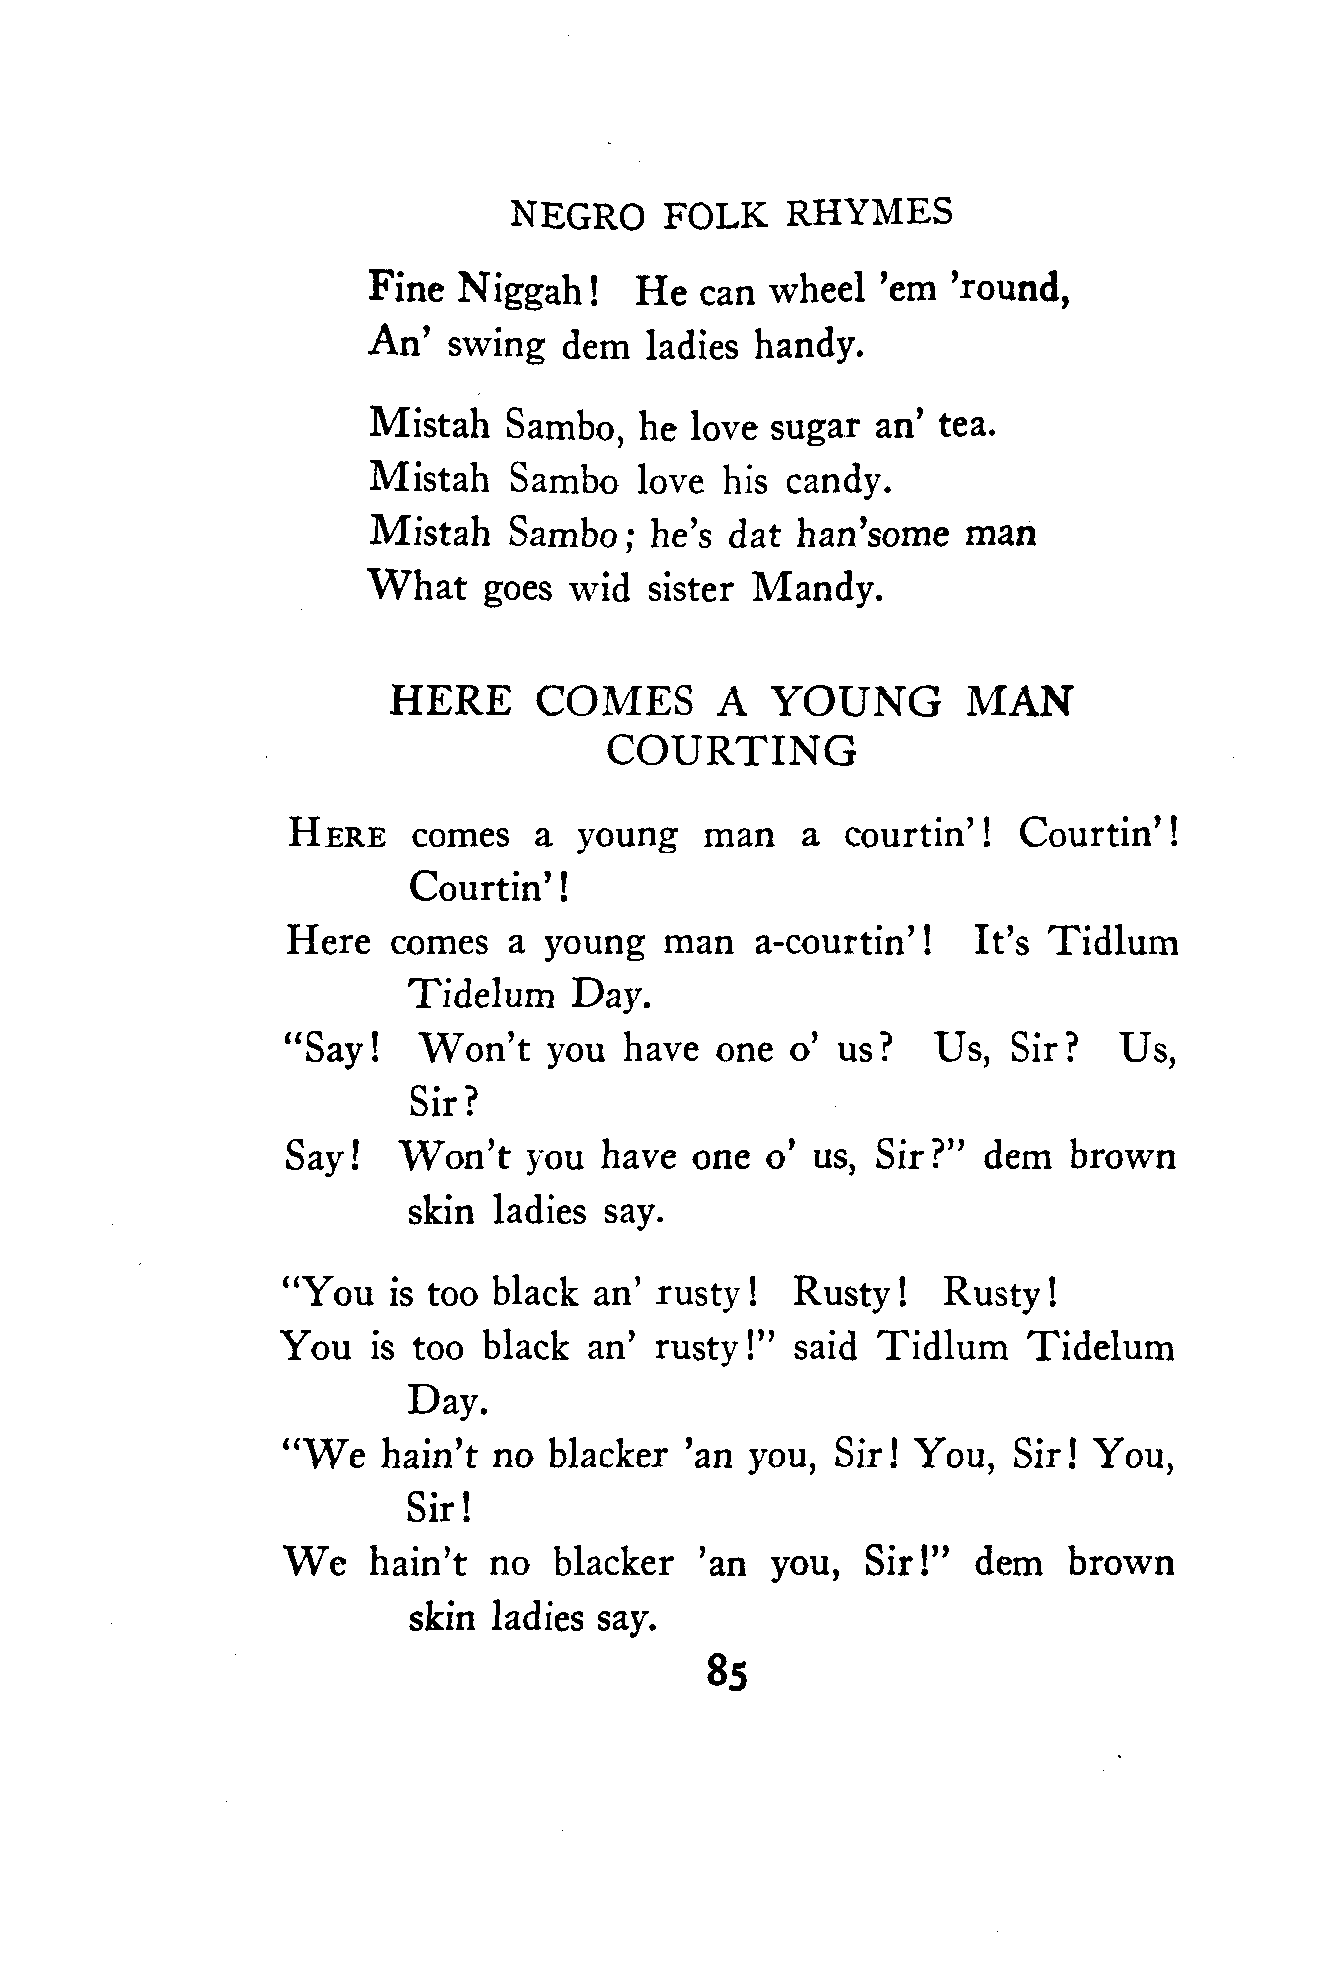 NEGRO FOLK RHYMES
Fine Niggah! He can wheel 'em 'round,
An' swing dem ladies handy.
Mistah Sambo, he love sugar an' tea.
Mistah Sambo love his candy.
Mistah Sambo; he's dat han'some man
What goes wid sister Mandy.
HERE COMES A YOUNG MAN
COURTING
HERE comes a young man a courtin'! Courtin'!
Courtin'!
Here comes a young man a-courtin'! It's Tidlum
Tidelum Day.
"Say! Won't you have one o' us? Us, Sir? Us,
Sir?
Say! Won't you have one o' us, Sir?" dem brown
skin ladies say.
"You is too black an' rusty! Rusty! Rusty!
You is too black an' rusty!" said Tidlum Tidelum
Day.
"We hain't no blacker 'an you, Sir! You, Sir! You,
Sir!
We hain't no blacker 'an you, Sir!" dem brown
skin ladies say.
85